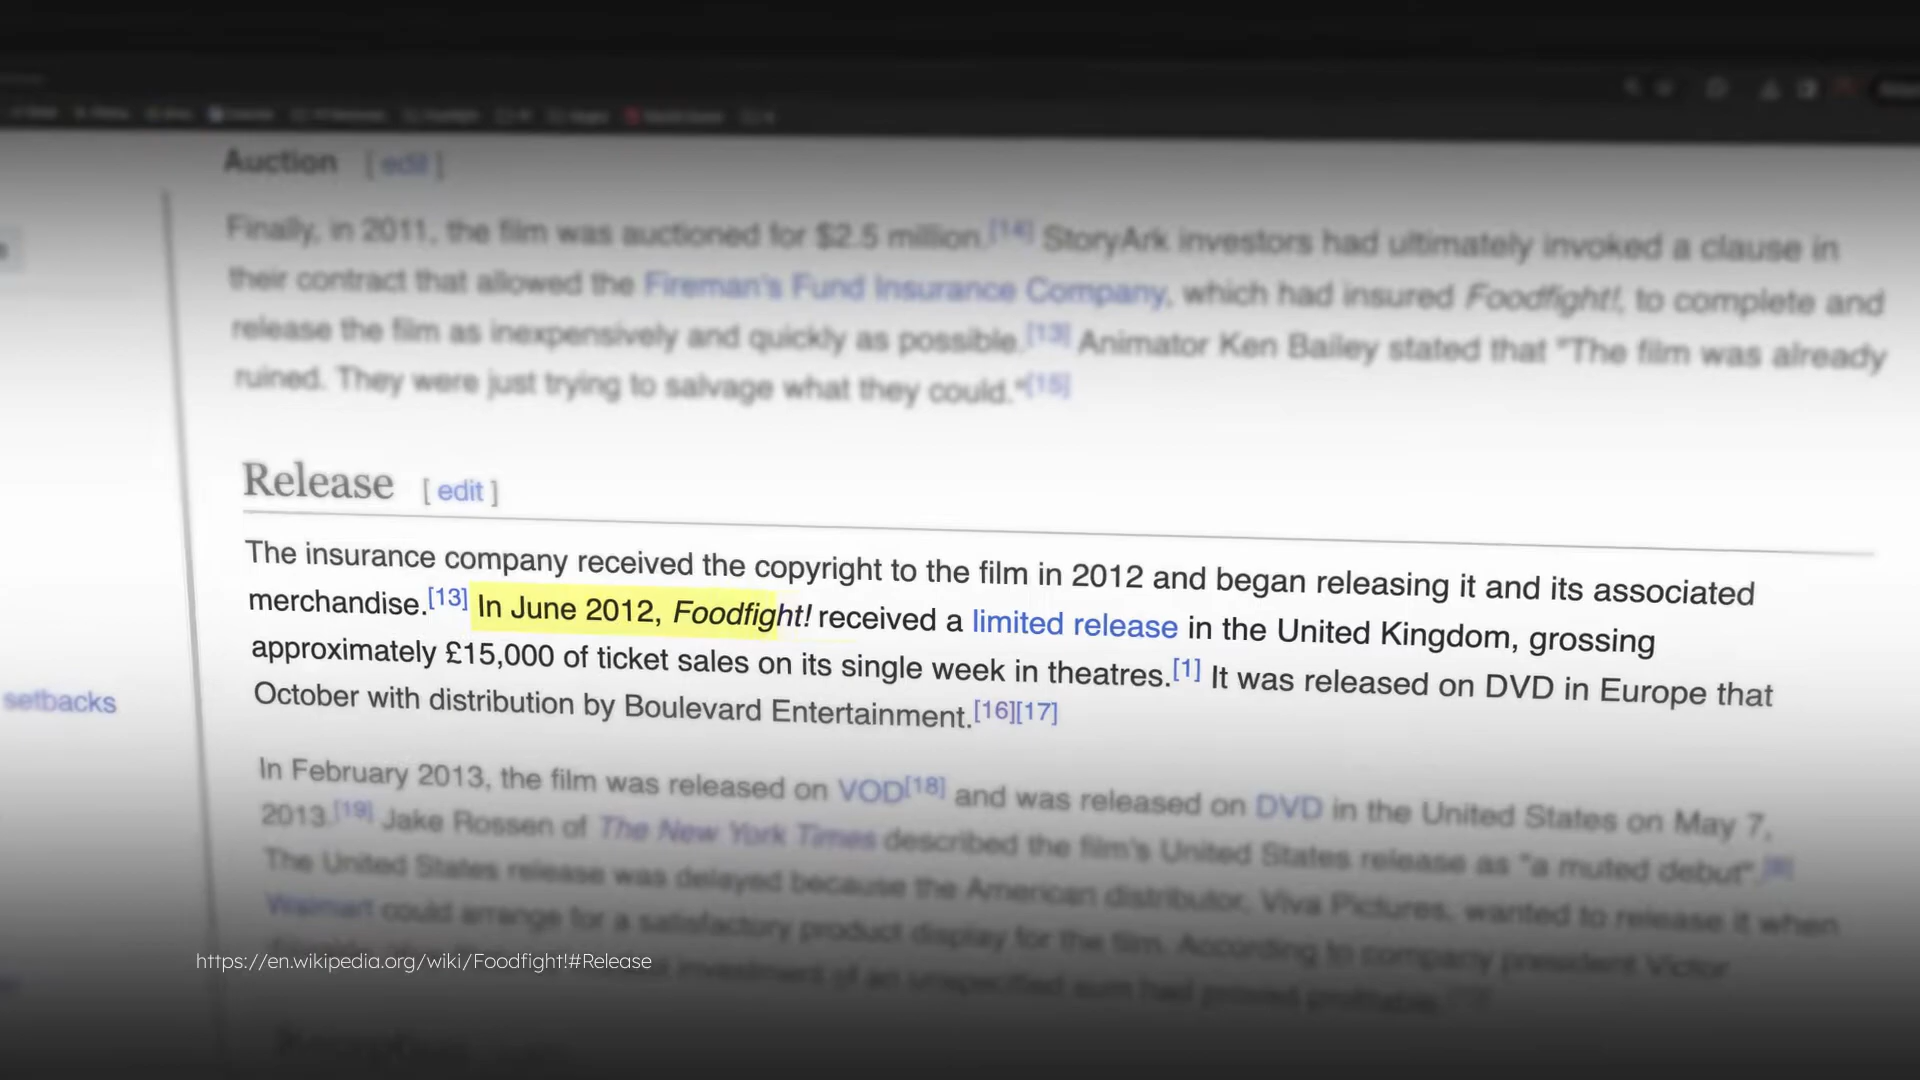 Auction [ edit ]
Finally, in 2011, the film was auctioned for $2.5 million.[14] StoryArk investors had ultimately invoked a clause in
their contract that allowed the Fireman's Fund Insurance Company, which had insured Foodfight!, to complete and
release the film as inexpensively and quickly as possible.[13] Animator Ken Bailey stated that "The film was already
ruined. They were just trying to salvage what they could."[15]
Release [ edit ]
The insurance company received the copyright to the film in 2012 and began releasing it and its associated
merchandise.[13] In June 2012, Foodfight! received a limited release in the United Kingdom, grossing
approximately £15,000 of ticket sales on its single week in theatres.[1] It was released on DVD in Europe that
setbacks
October with distribution by Boulevard Entertainment.[16][17]
In February 2013, the film was released on VOD[18] and was released on DVD in the United States on May 7,
2013.[19] Jake Rossen of The New York Times described the film's United States release as "a muted debut".
The United States release was delayed because the American distributor, Viva Pictures, wanted to release it when
Walmart could arrange for a satisfactory product display for the film. According to company president Victor
https://en.wikipedia.org/wiki/Foodfight!#Release
investment of an unspecified sum had proved profitable.